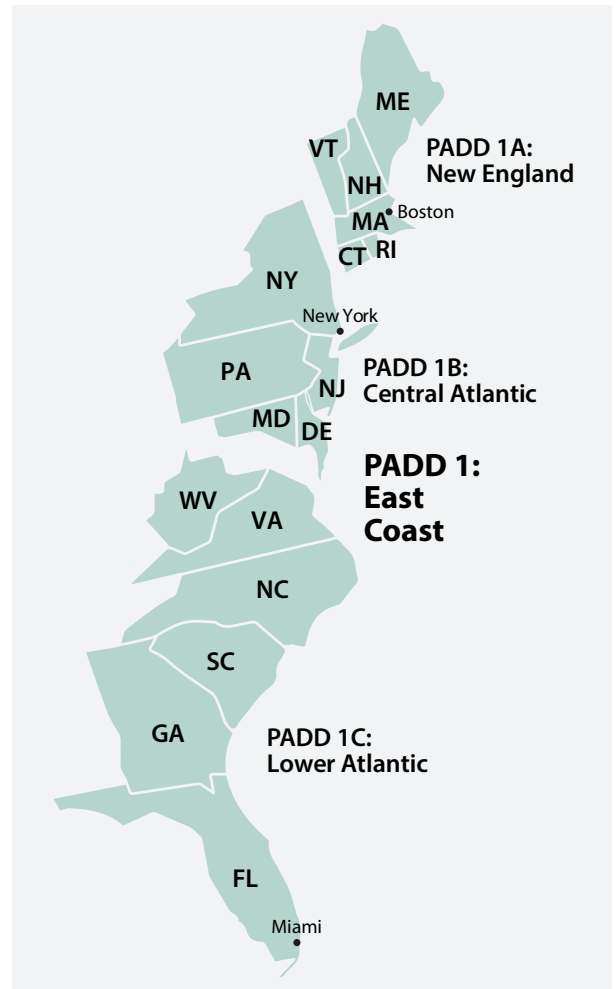 ME
VT
PADD 1A:
New England
NH
Boston
MA
RI
CT
NY
New York
PADD 1B:
Central Atlantic
PA
NJ
MD
DE
PADD 1:
East
Coast
WV
VA
NC
SC
GA
PADD 1C:
Lower Atlantic
FL
Miami